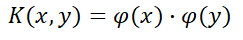 K(x, y) = φ(x) · φ(y)